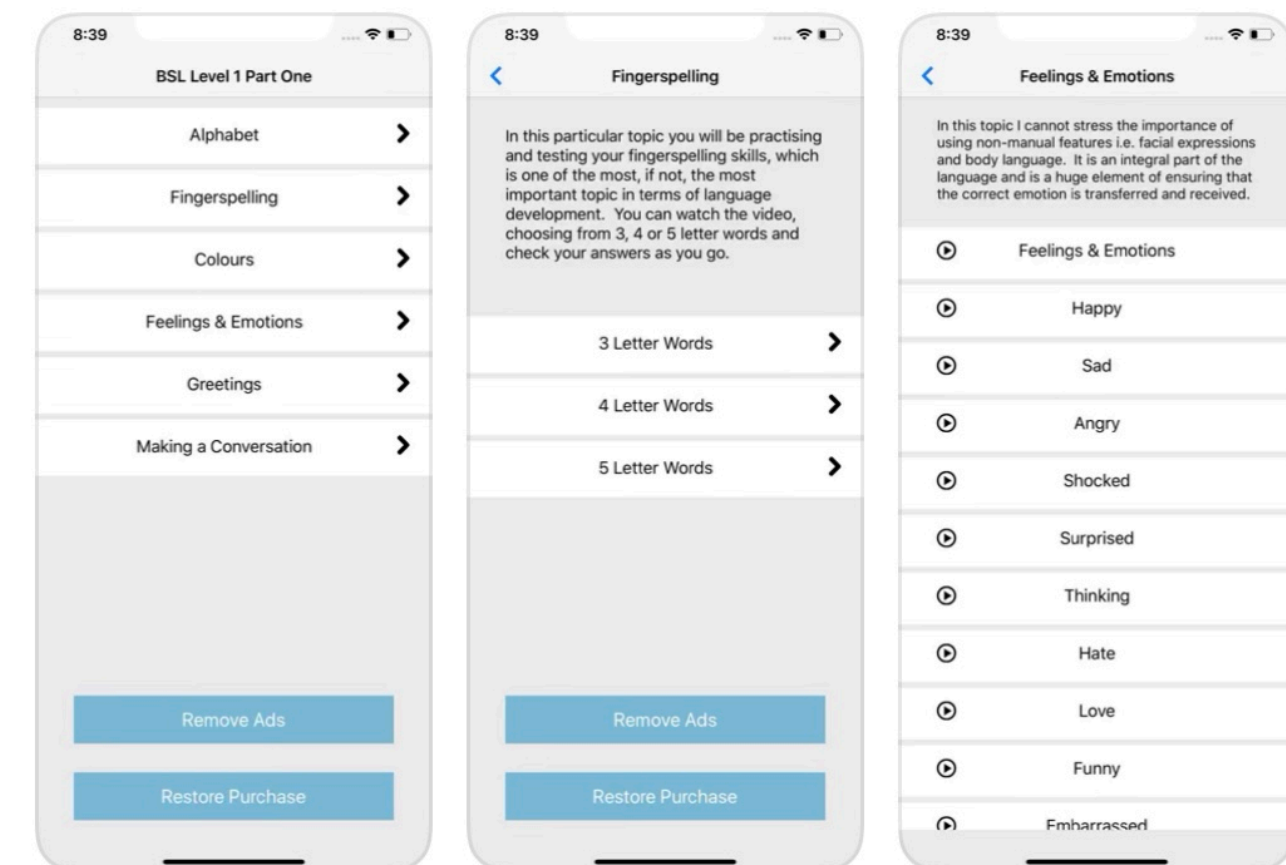 8:39
BSL Level 1 Part One
Alphabet
Fingerspelling
Colours
Feelings & Emotions
Greetings
Making a Conversation
Remove Ads
Restore Purchase
8:39
Fingerspelling
In this particular topic you will be practising
and testing your fingerspelling skills, which
is one of the most, if not, the most
important topic in terms of language
development.  You can watch the video,
choosing from 3, 4 or 5 letter words and
check your answers as you go.
3 Letter Words
4 Letter Words
5 Letter Words
Remove Ads
Restore Purchase
8:39
Feelings & Emotions
In this topic I cannot stress the importance of
using non-manual features i.e. facial expressions
and body language.  It is an integral part of the
language and is a huge element of ensuring that
the correct emotion is transferred and received.
Feelings & Emotions
Happy
Sad
Angry
Shocked
Surprised
Thinking
Hate
Love
Funny
Embarrassed